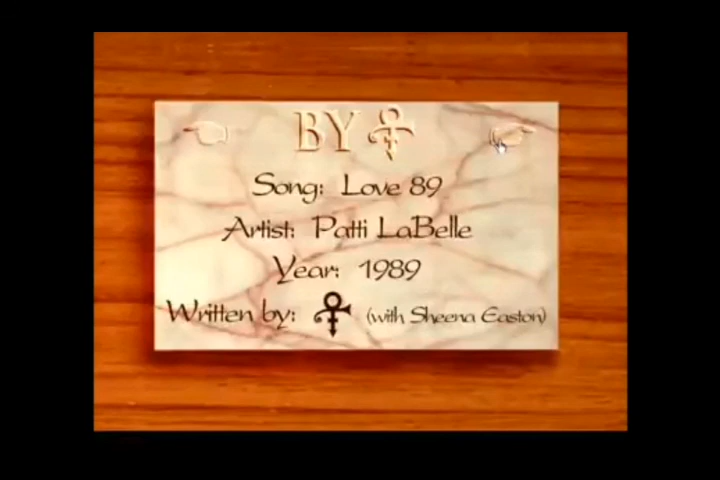 BY
Song: Love 89
Artist: Patti LaBelle
Year: 1989
Written by: (with Sheena Easton)